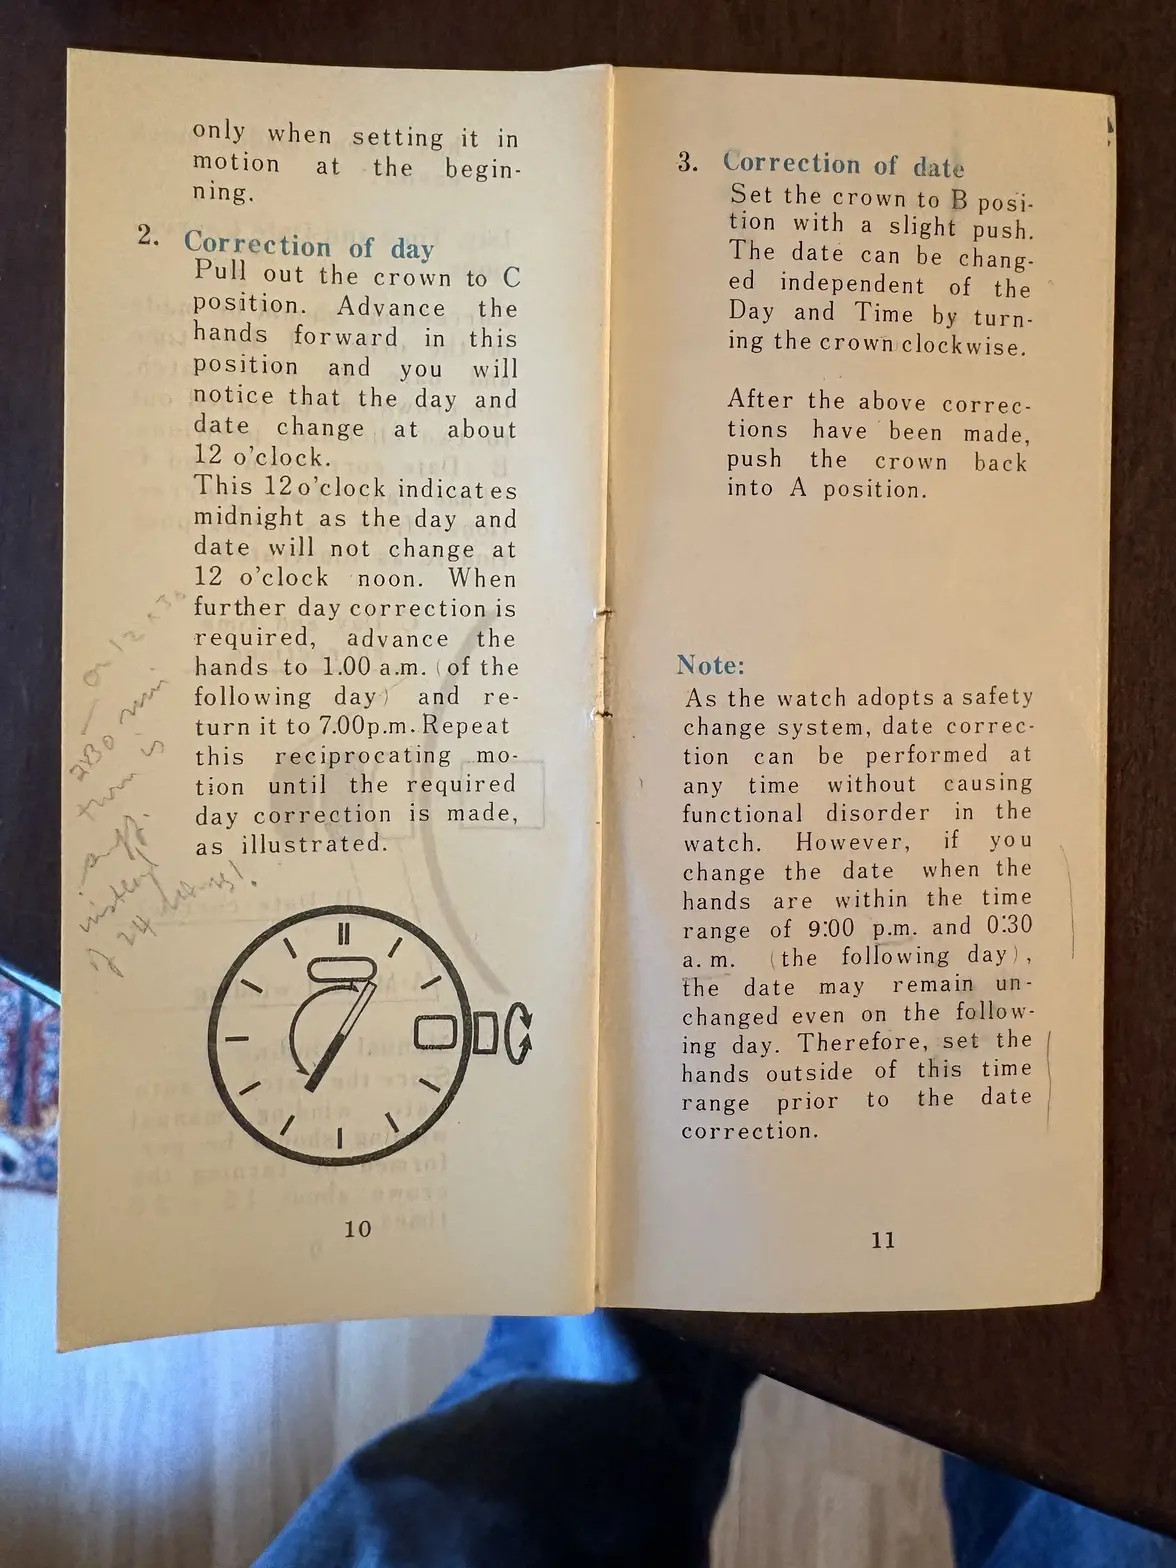 only when setting it in
motion at the begin-
ning.
2. Correction of day
Pull out the crown to C
position. Advance the
hands forward in this
position and you will
notice that the day and
date change at about
12 o'clock.
This 12 o'clock indicates
midnight as the day and
date will not change at
12 o'clock noon. When
further day correction is
required, advance the
hands to 1.00 a.m. (of the
following day) and re-
turn it to 7.00p.m. Repeat
this reciprocating mo-
tion until the required
day correction is made,
as illustrated.
turn is
instead
24 
10
3. Correction of date
Set the crown to B posi-
tion with a slight push.
The date can be chang-
ed independent of the
Day and Time by turn-
ing the crown clockwise.
After the above correc-
tions have been made,
push the crown back
into A position.
Note:
As the watch adopts a safety
change system, date correc-
tion can be performed at
any time without causing
functional disorder in the
watch. However, if you
change the date when the
hands are within the time
range of 9:00 p.m. and 0:30
a.m. (the following day),
the date may remain un-
changed even on the follow-
ing day. Therefore, set the
hands outside of this time
range prior to the date
correction.
11